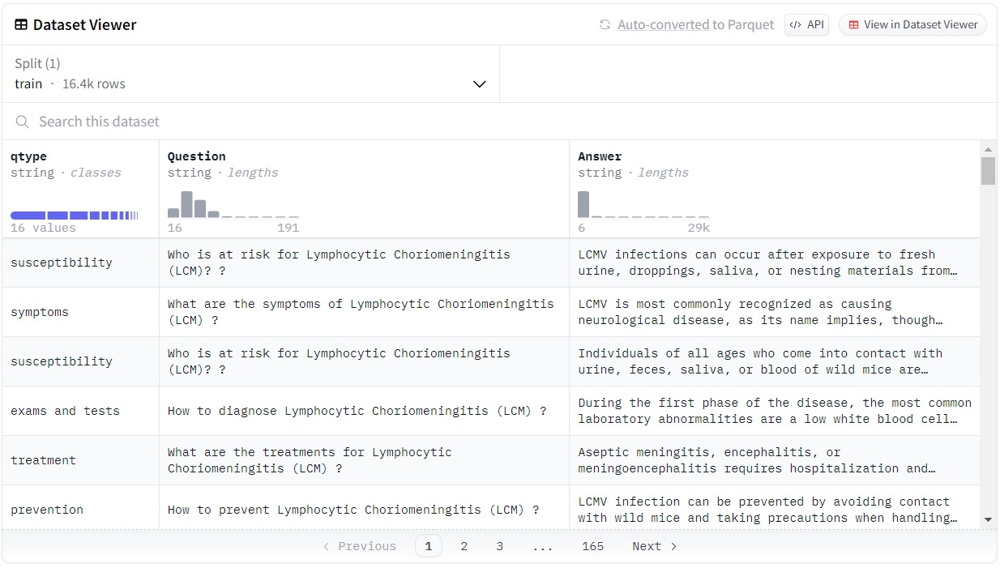 Dataset Viewer
Auto-converted to Parquet
</> API
View in Dataset Viewer
Split (1)
train · 16.4k rows
Search this dataset
qtype
string · classes
16 values
Question
string · lengths
16 191
Answer
string · lengths
6 29k
susceptibility
Who is at risk for Lymphocytic Choriomeningitis
(LCM)? ?
LCMV infections can occur after exposure to fresh
urine, droppings, saliva, or nesting materials from…
symptoms
What are the symptoms of Lymphocytic Choriomeningitis
(LCM) ?
LCMV is most commonly recognized as causing
neurological disease, as its name implies, though…
susceptibility
Who is at risk for Lymphocytic Choriomeningitis
(LCM)? ?
Individuals of all ages who come into contact with
urine, feces, saliva, or blood of wild mice are…
exams and tests
How to diagnose Lymphocytic Choriomeningitis (LCM) ?
During the first phase of the disease, the most common
laboratory abnormalities are a low white blood cell…
treatment
What are the treatments for Lymphocytic
Choriomeningitis (LCM) ?
Aseptic meningitis, encephalitis, or
meningoencephalitis requires hospitalization and…
prevention
How to prevent Lymphocytic Choriomeningitis (LCM) ?
LCMV infection can be prevented by avoiding contact
with wild mice and taking precautions when handling…
< Previous 1 2 3 ... 165 Next >